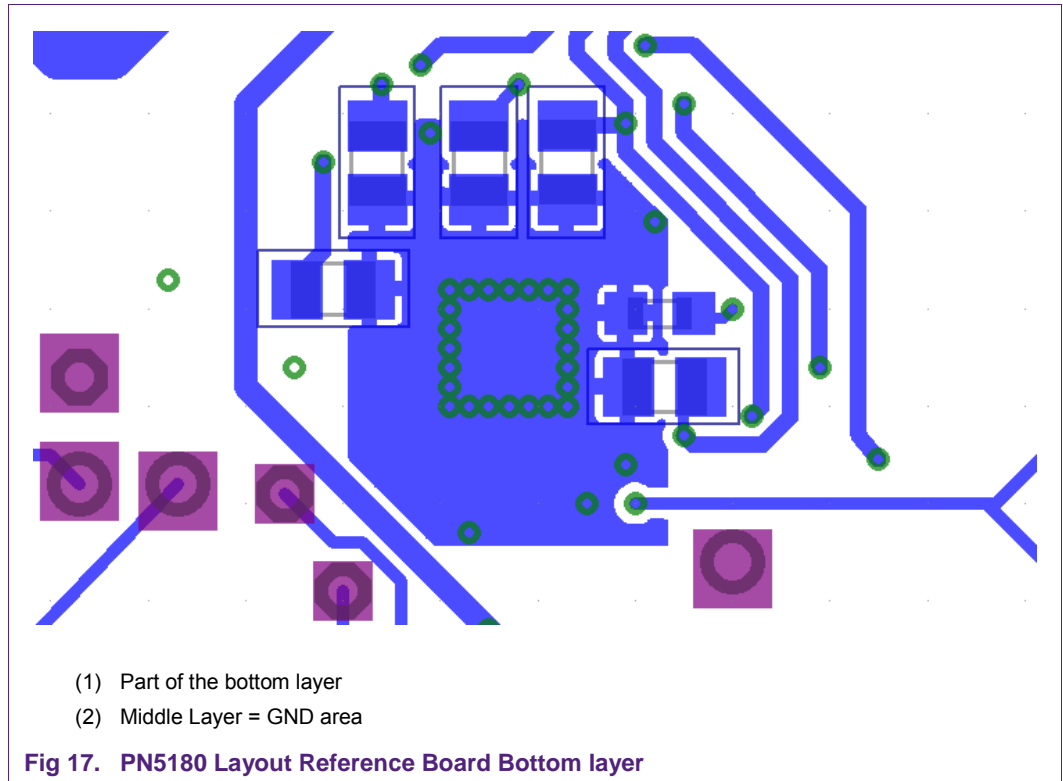 (1) Part of the bottom layer
(2) Middle Layer = GND area
Fig 17. PN5180 Layout Reference Board Bottom layer